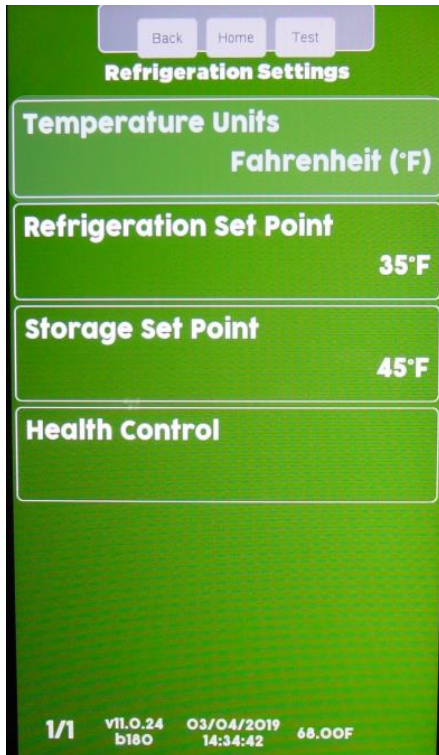 Back Home Test
Refrigeration Settings
Temperature Units
Fahrenheit (°F)
Refrigeration Set Point
35°F
Storage Set Point
45°F
Health Control
1/1 v11.0.24 03/04/2019 68.00F
b180 14:34:42